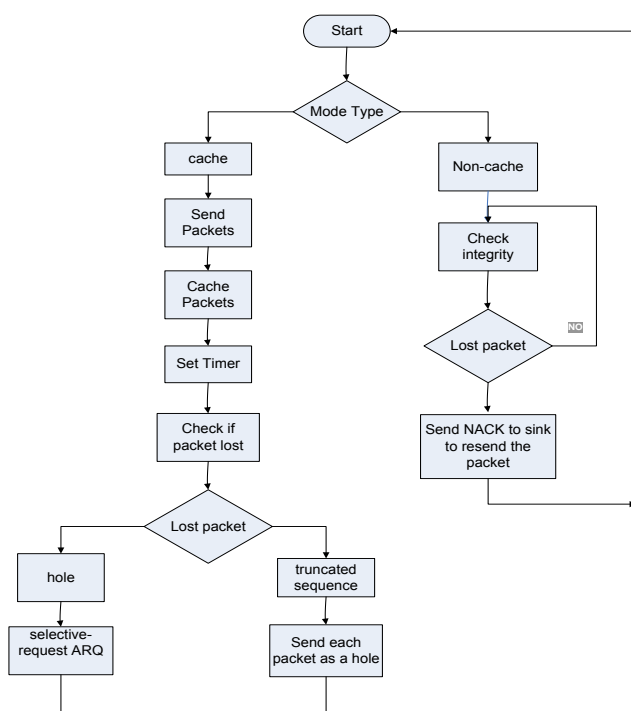 Start
Mode Type
cache
Non-cache
Send
Packets
Check
integrity
Cache
Packets
NO
Lost packet
Set Timer
Check if
packet lost
Send NACK to sink
to resend the
packet
Lost packet
hole
truncated
sequence
selective-
request ARQ
Send each
packet as a hole